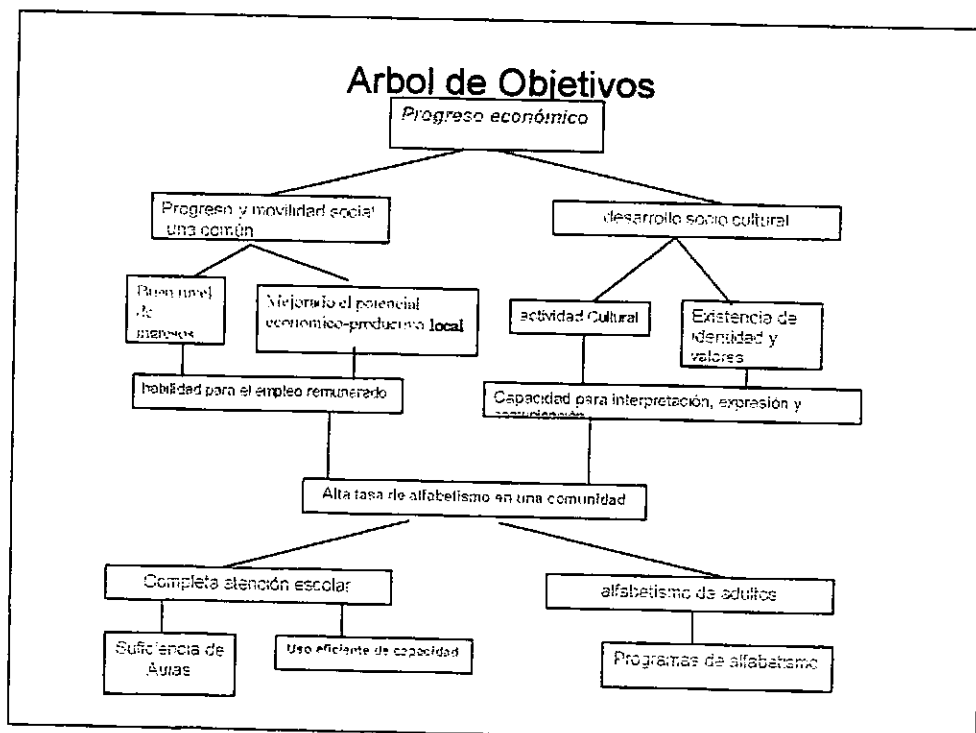 Arbol de Objetivos
Progreso económico
Progreso y movilidad social
una común
desarrollo socio cultural
Buen nivel
de
ingresos
Mejorado el potencial
económico-productivo local
actividad Cultural
Existencia de
identidad y
valores
habilidad para el empleo remunerado
Capacidad para interpretación, expresión y
comunicación
Alta tasa de alfabetismo en una comunidad
Completa atención escolar
alfabetismo de adultos
Suficiencia de
Aulas
Uso eficiente de capacidad
Programas de alfabetismo